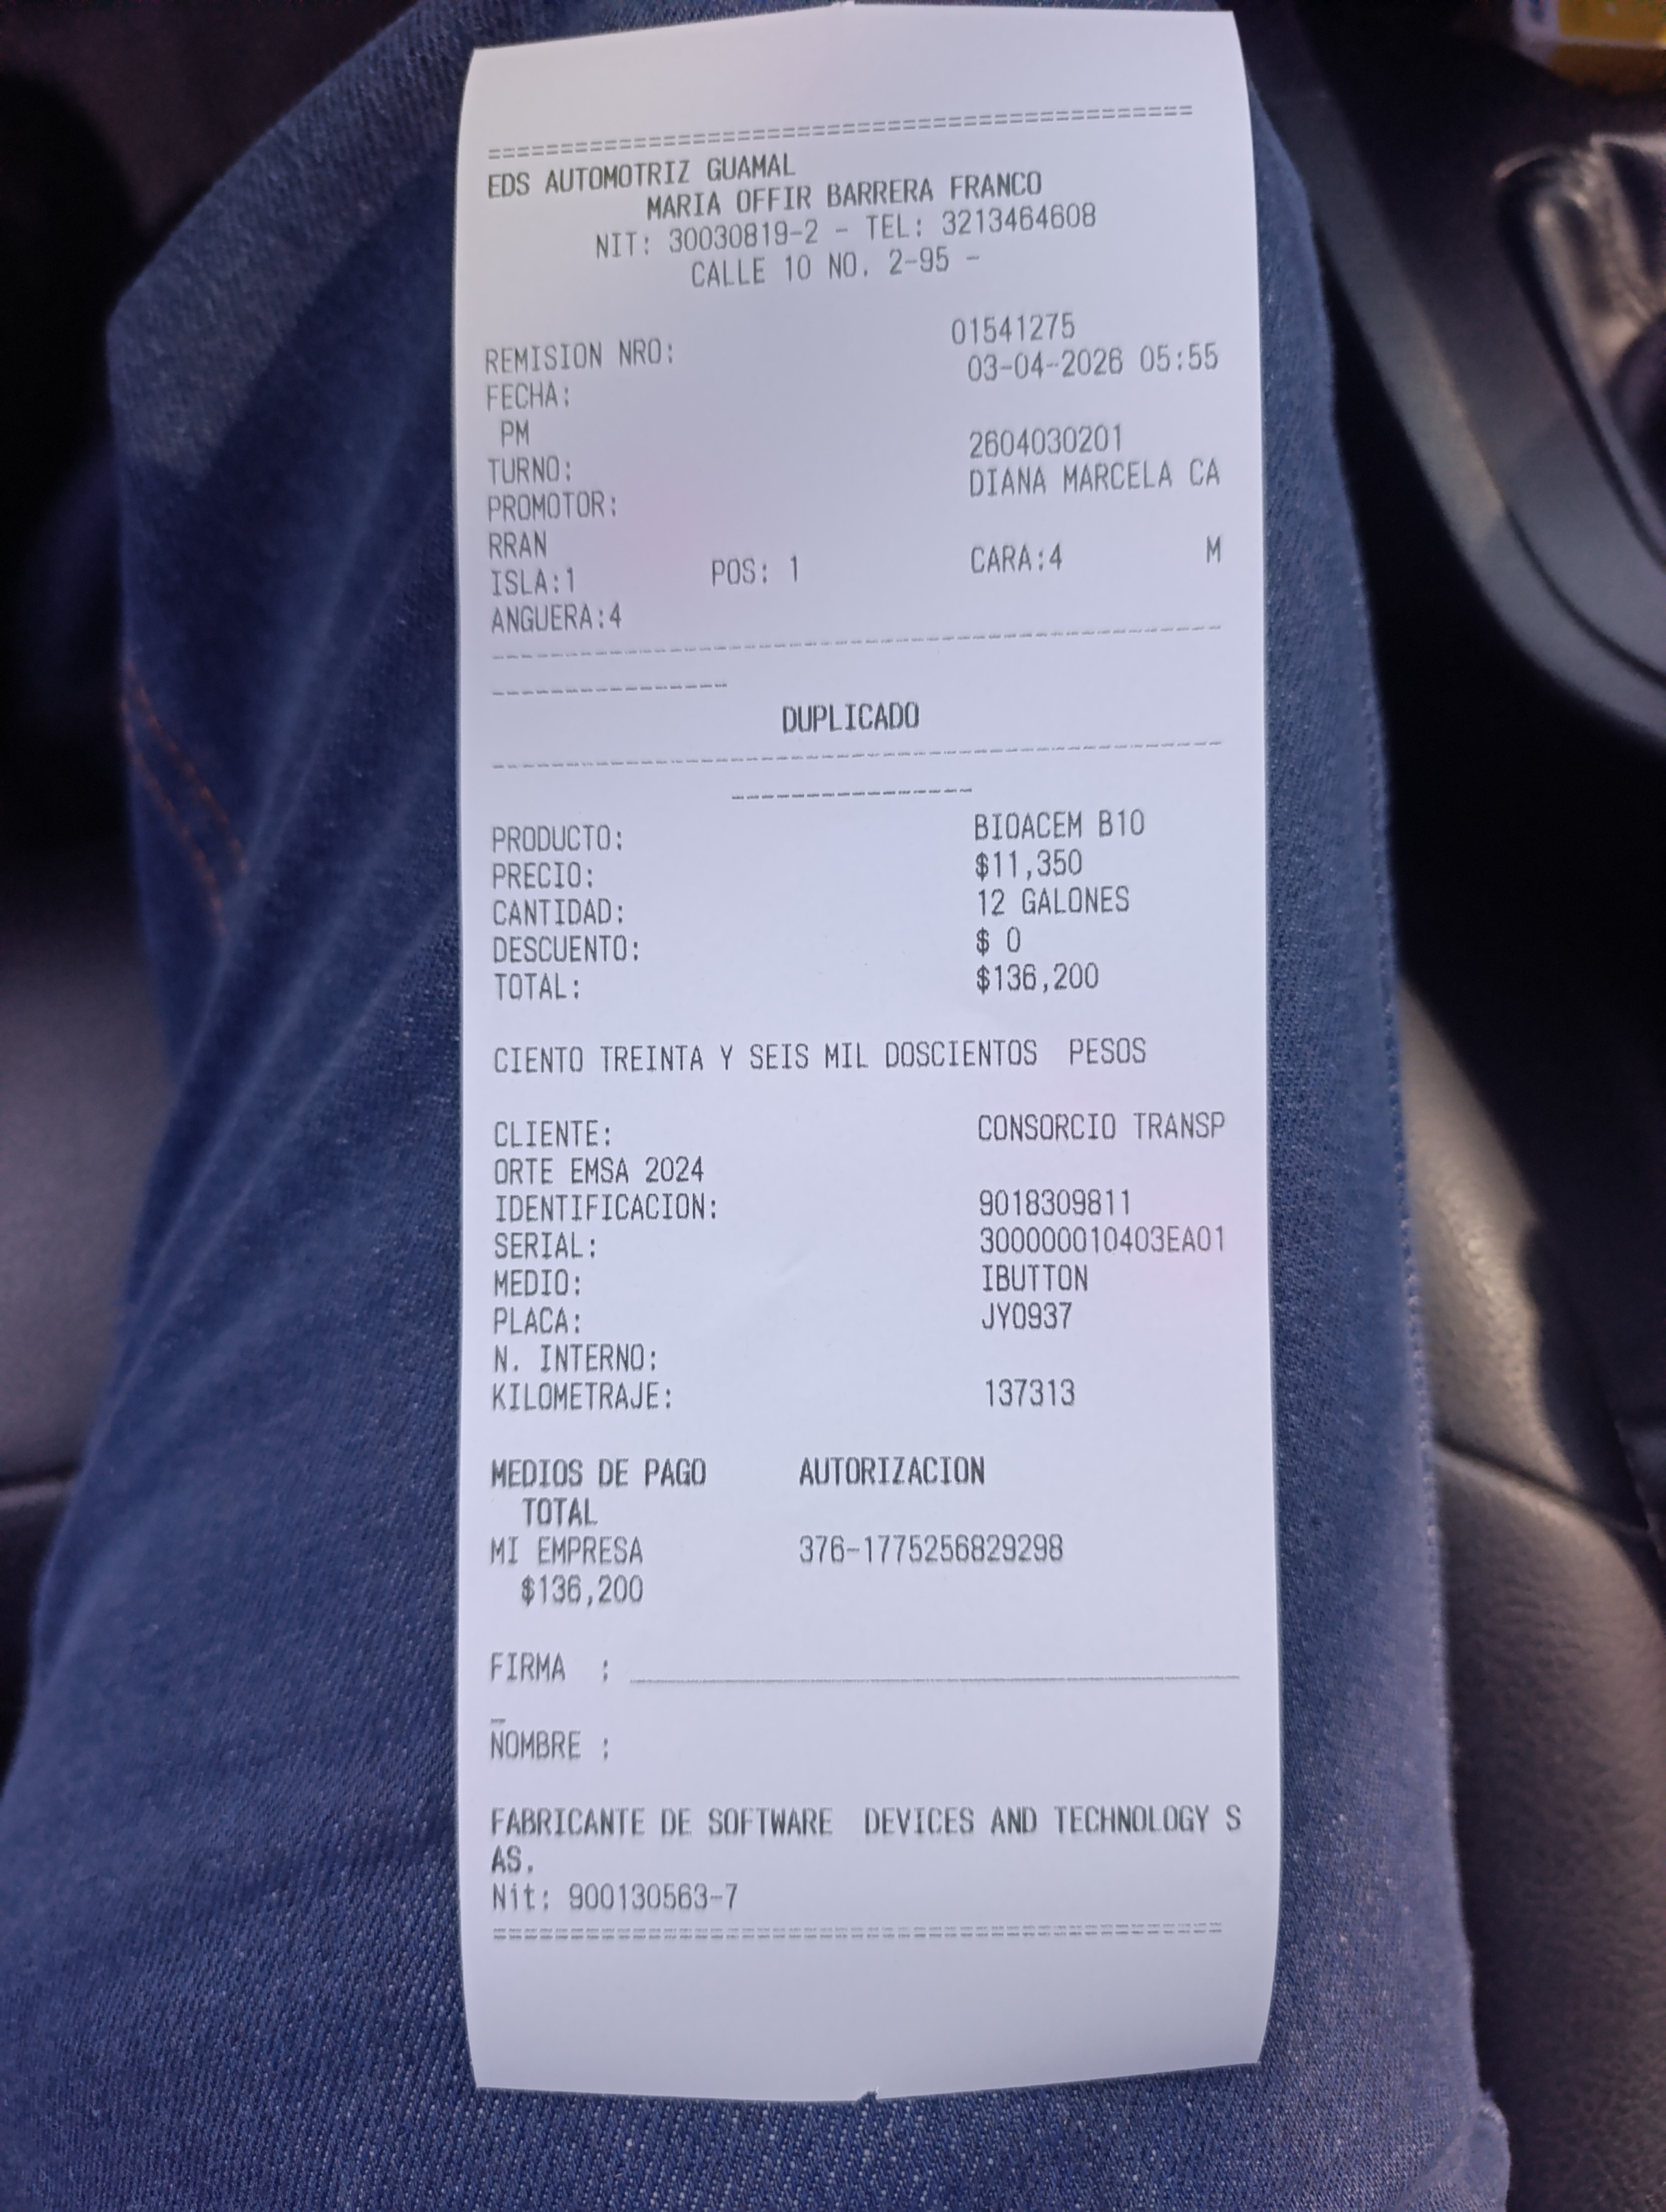 ================================================
EDS AUTOMOTRIZ GUAMAL
MARIA OFFIR BARRERA FRANCO
NIT: 30030819-2 - TEL: 3213464608
CALLE 10 NO. 2-95 -
REMISION NRO: 01541275
FECHA: 03-04-2026 05:55
PM
TURNO: 2604030201
PROMOTOR: DIANA MARCELA CA
RRAN
ISLA:1 POS: 1 CARA:4 M
ANGUERA:4
------------------------------------------------
----------------
DUPLICADO
------------------------------------------------
----------------
PRODUCTO: BIOACEM B10
PRECIO: $11,350
CANTIDAD: 12 GALONES
DESCUENTO: $ 0
TOTAL: $136,200
CIENTO TREINTA Y SEIS MIL DOSCIENTOS  PESOS
CLIENTE: CONSORCIO TRANSP
ORTE EMSA 2024
IDENTIFICACION: 9018309811
SERIAL: 300000010403EA01
MEDIO: IBUTTON
PLACA: JYO937
N. INTERNO:
KILOMETRAJE: 137313
MEDIOS DE PAGO AUTORIZACION
TOTAL
MI EMPRESA 376-1775256829298
$136,200
FIRMA : ________________________________________
_
NOMBRE :
FABRICANTE DE SOFTWARE  DEVICES AND TECHNOLOGY S
AS.
Nit: 900130563-7
================================================